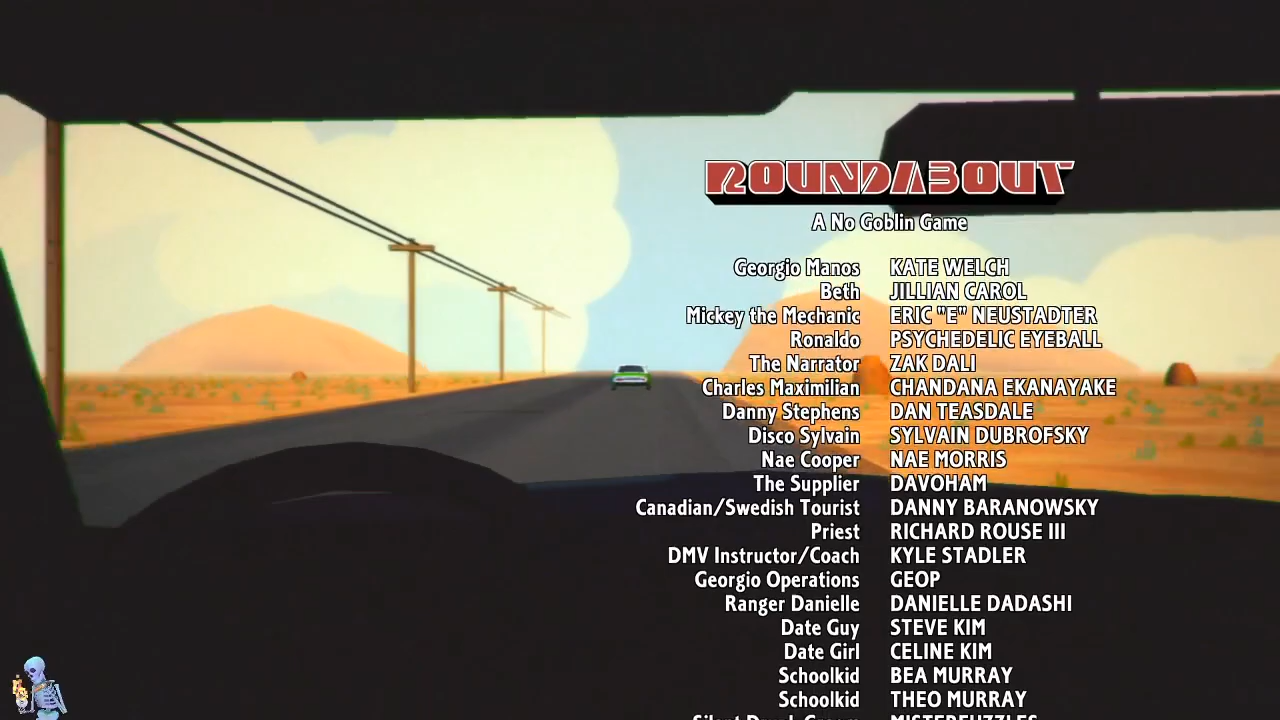 ROUNDABOUT
A No Goblin Game
Georgio Manos KATE WELCH
Beth JILLIAN CAROL
Mickey the Mechanic ERIC "E" NEUSTADTER
Ronaldo PSYCHEDELIC EYEBALL
The Narrator ZAK DALI
Charles Maximilian CHANDANA EKANAYAKE
Danny Stephens DAN TEASDALE
Disco Sylvain SYLVAIN DUBROFSKY
Nae Cooper NAE MORRIS
The Supplier DAVOHAM
Canadian/Swedish Tourist DANNY BARANOWSKY
Priest RICHARD ROUSE III
DMV Instructor/Coach KYLE STADLER
Georgio Operations GEOP
Ranger Danielle DANIELLE DADASHI
Date Guy STEVE KIM
Date Girl CELINE KIM
Schoolkid BEA MURRAY
Schoolkid THEO MURRAY